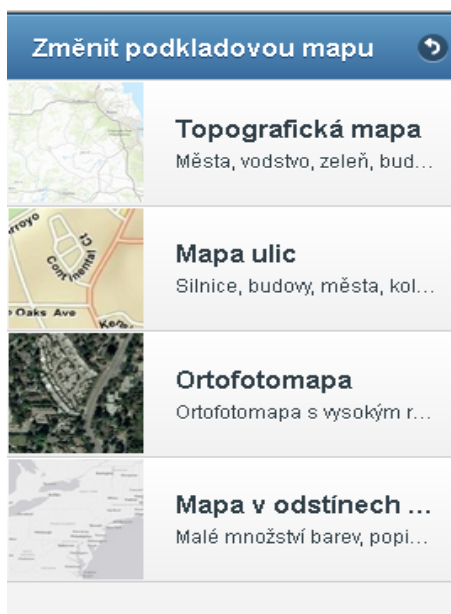 Změnit podkladovou mapu
Topografická mapa
Města, vodstvo, zeleň, bud...
Arroyo
Continental Ct
Oaks Ave
Mapa ulic
Silnice, budovy, města, kol...
Ortofotomapa
Ortofotomapa s vysokým r...
Mapa v odstínech ...
Malé množství barev, popi...